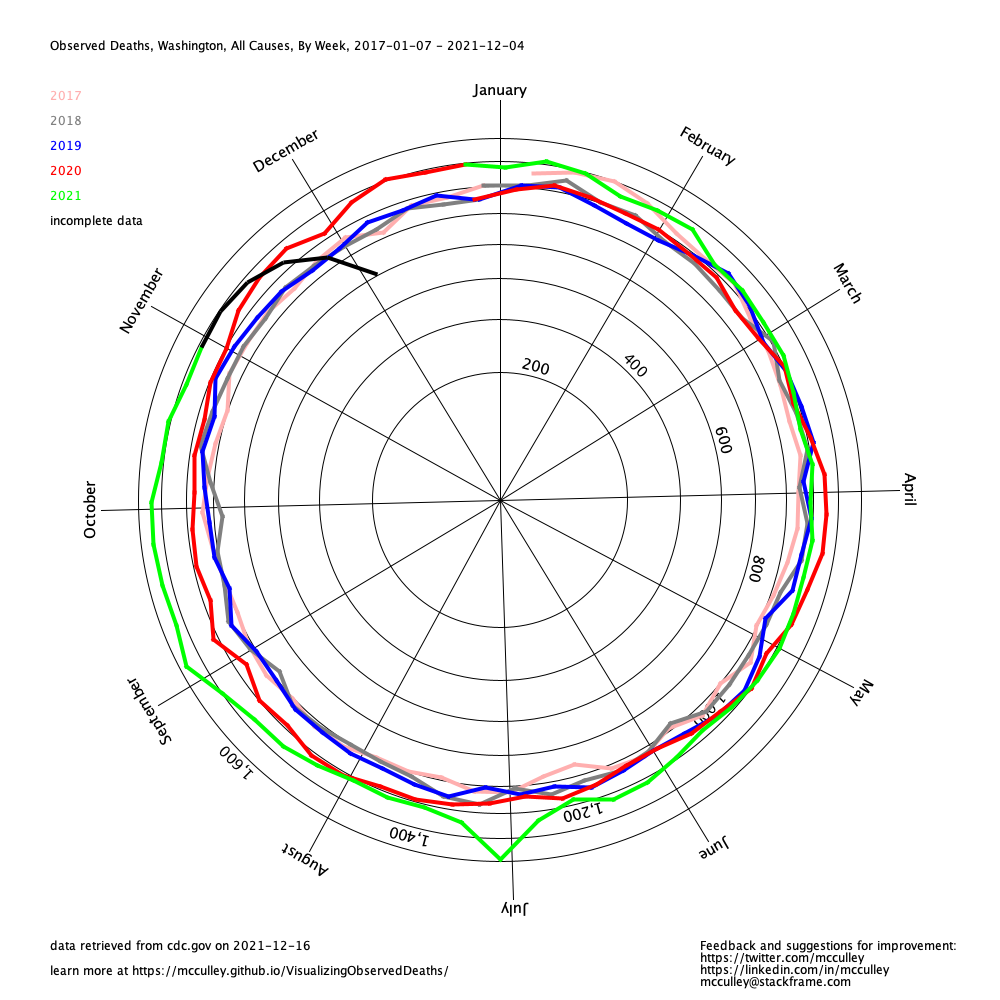 Observed Deaths, Washington, All Causes, By Week, 2017-01-07 - 2021-12-04
January
2017
2018
2019
2020
2021
incomplete data
December
February
November
March
200
400
600
October
April
800
September
May
1,000
1,600
1,200
1,400
August
June
July
data retrieved from cdc.gov on 2021-12-16
learn more at https://mcculley.github.io/VisualizingObservedDeaths/
Feedback and suggestions for improvement:
https://twitter.com/mcculley
https://linkedin.com/in/mcculley
mcculley@stackframe.com